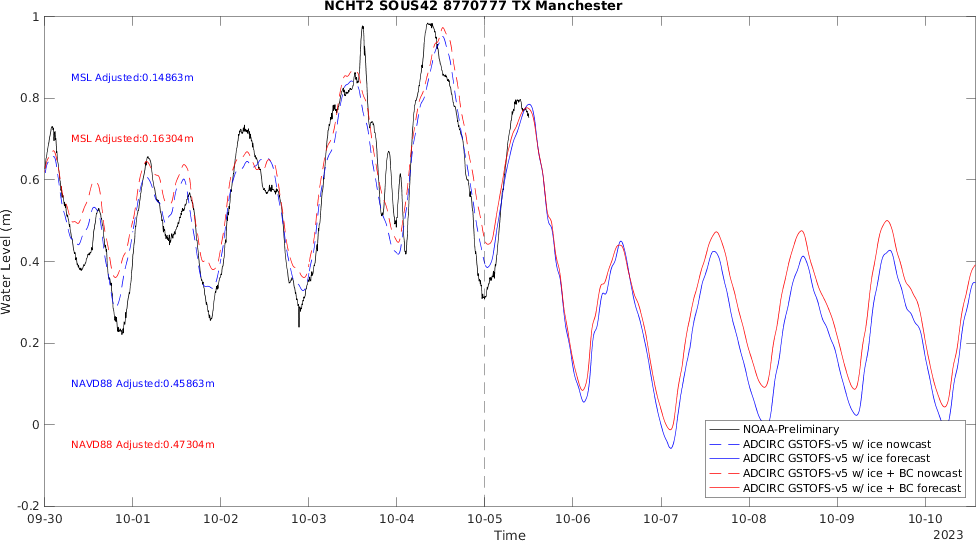 NCHT2 SOUS42 8770777 TX Manchester
1
0.8
0.6
0.4
0.2
0
-0.2
Water Level (m)
MSL Adjusted:0.14863m
MSL Adjusted:0.16304m
NAVD88 Adjusted:0.45863m
NAVD88 Adjusted:0.47304m
NOAA-Preliminary
ADCIRC GSTOFS-v5 w/ ice nowcast
ADCIRC GSTOFS-v5 w/ ice forecast
ADCIRC GSTOFS-v5 w/ ice + BC nowcast
ADCIRC GSTOFS-v5 w/ ice + BC forecast
09-30 10-01 10-02 10-03 10-04 10-05 10-06 10-07 10-08 10-09 10-10
Time
2023